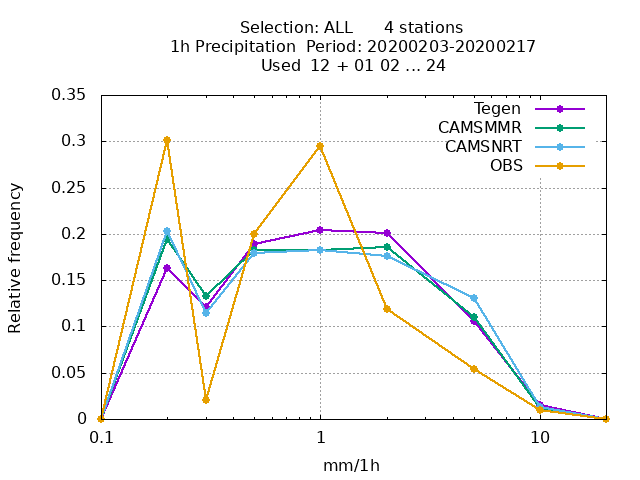 Selection: ALL      4 stations
1h Precipitation  Period: 20200203-20200217
Used  12 + 01 02 ... 24
0.35
0.3
0.25
0.2
0.15
0.1
0.05
0
Relative frequency
Tegen
CAMSMMR
CAMSNRT
OBS
0.1 1 10
mm/1h